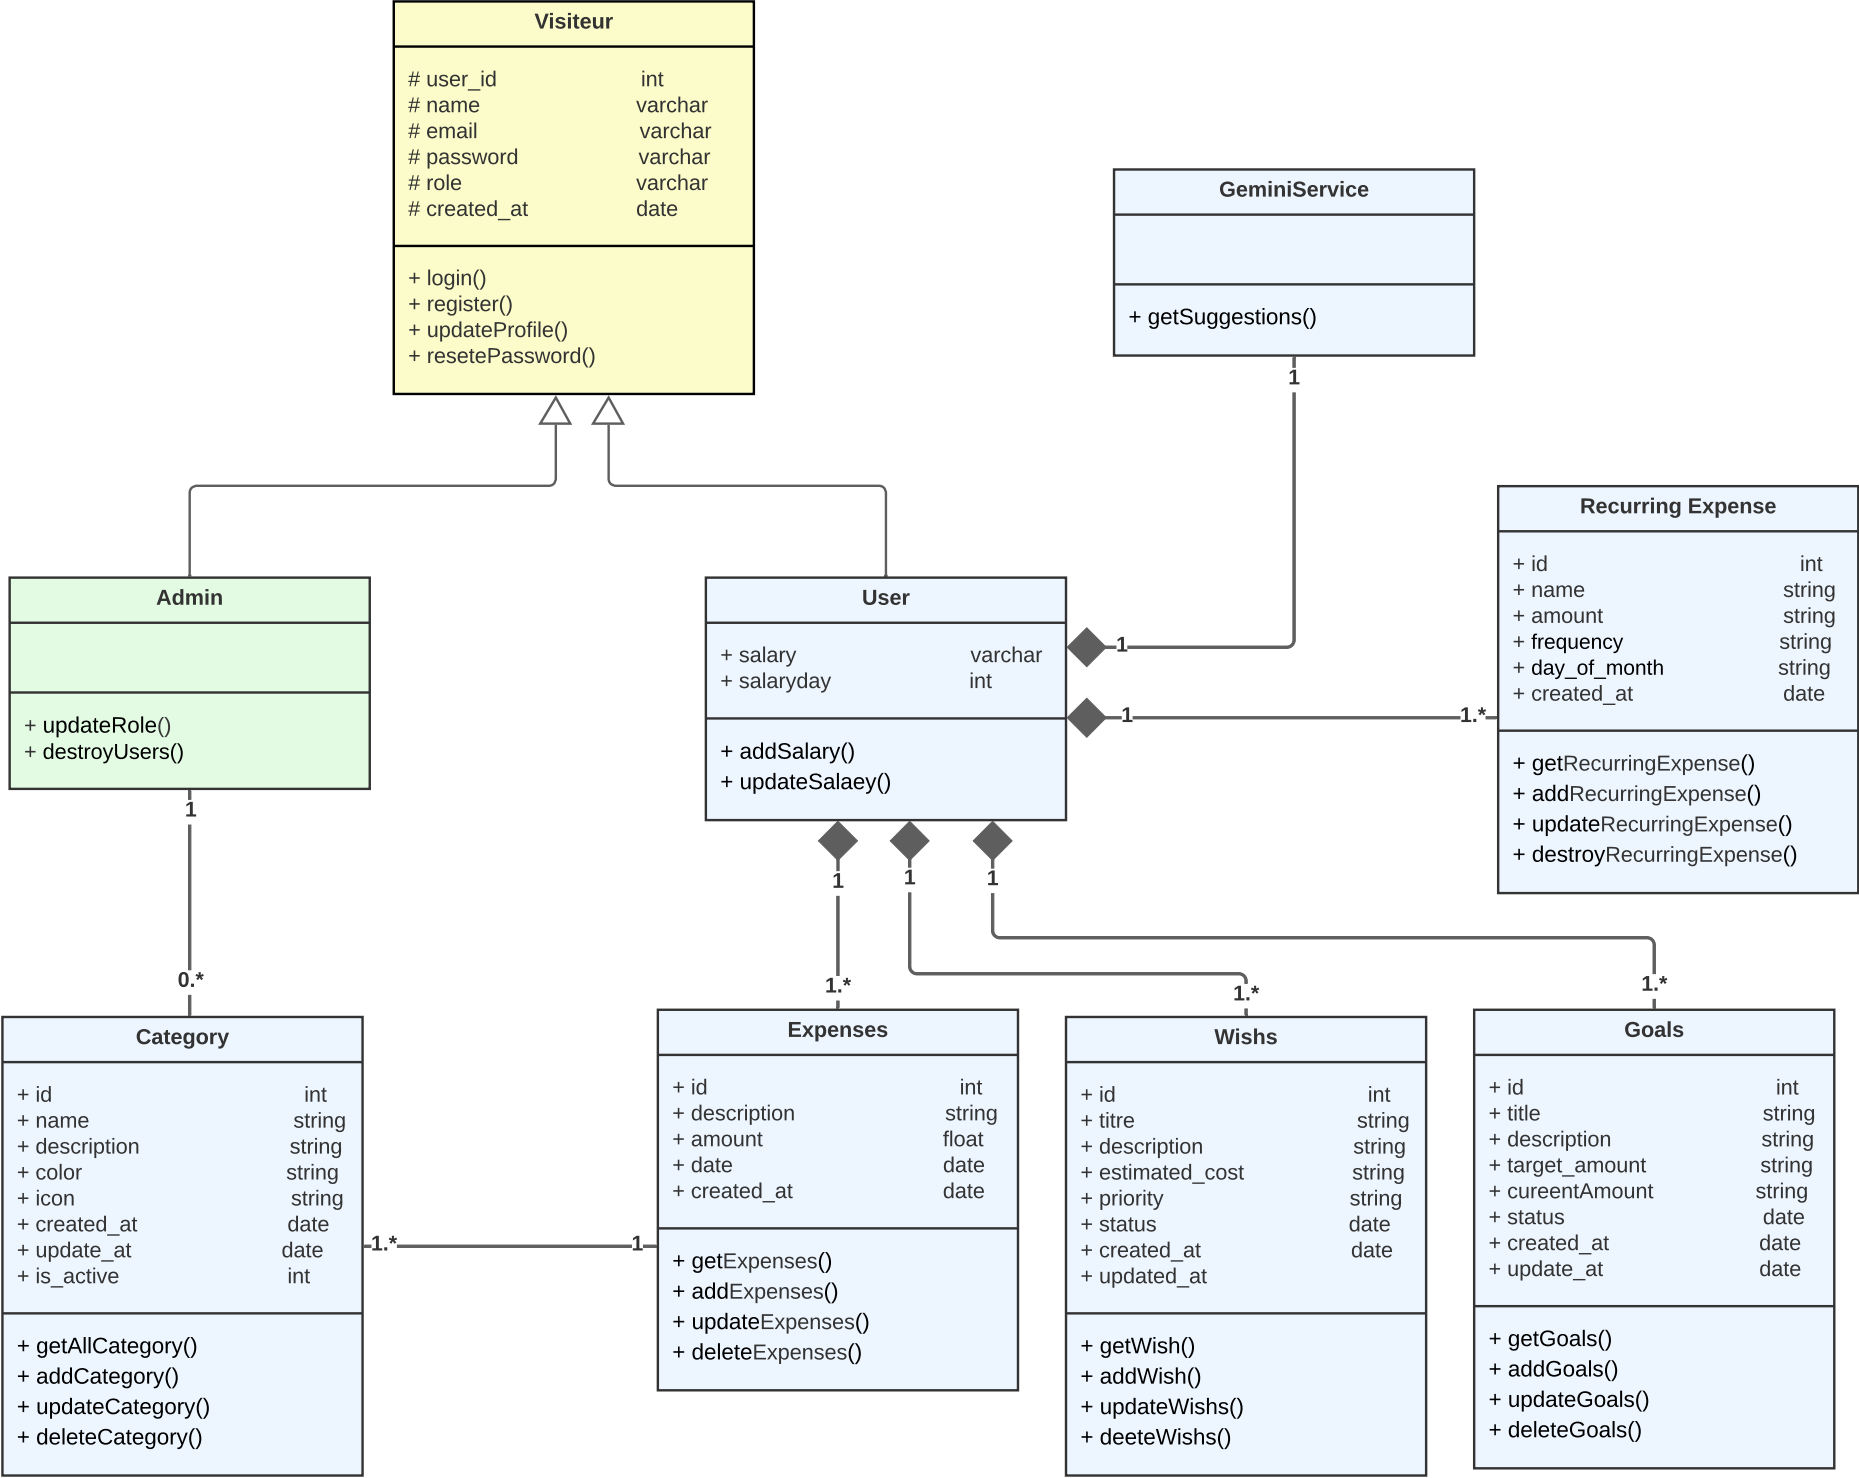 Visiteur
# user_id int
# name varchar
# email varchar
# password varchar
# role varchar
# created_at date
+ login()
+ register()
+ updateProfile()
+ resetePassword()
GeminiService
+ getSuggestions()
1
Recurring Expense
+ id int
+ name string
+ amount string
+ frequency string
+ day_of_month string
+ created_at date
+ getRecurringExpense()
+ addRecurringExpense()
+ updateRecurringExpense()
+ destroyRecurringExpense()
Admin
+ updateRole()
+ destroyUsers()
User
+ salary varchar
+ salaryday int
+ addSalary()
+ updateSalaey()
1
1 1.*
1
0.*
1
1.*
1
1.*
1
1.*
Category
+ id int
+ name string
+ description string
+ color string
+ icon string
+ created_at date
+ update_at date
+ is_active int
+ getAllCategory()
+ addCategory()
+ updateCategory()
+ deleteCategory()
1.* 1
Expenses
+ id int
+ description string
+ amount float
+ date date
+ created_at date
+ getExpenses()
+ addExpenses()
+ updateExpenses()
+ deleteExpenses()
Wishs
+ id int
+ titre string
+ description string
+ estimated_cost string
+ priority string
+ status date
+ created_at date
+ updated_at
+ getWish()
+ addWish()
+ updateWishs()
+ deeteWishs()
Goals
+ id int
+ title string
+ description string
+ target_amount string
+ cureentAmount string
+ status date
+ created_at date
+ update_at date
+ getGoals()
+ addGoals()
+ updateGoals()
+ deleteGoals()